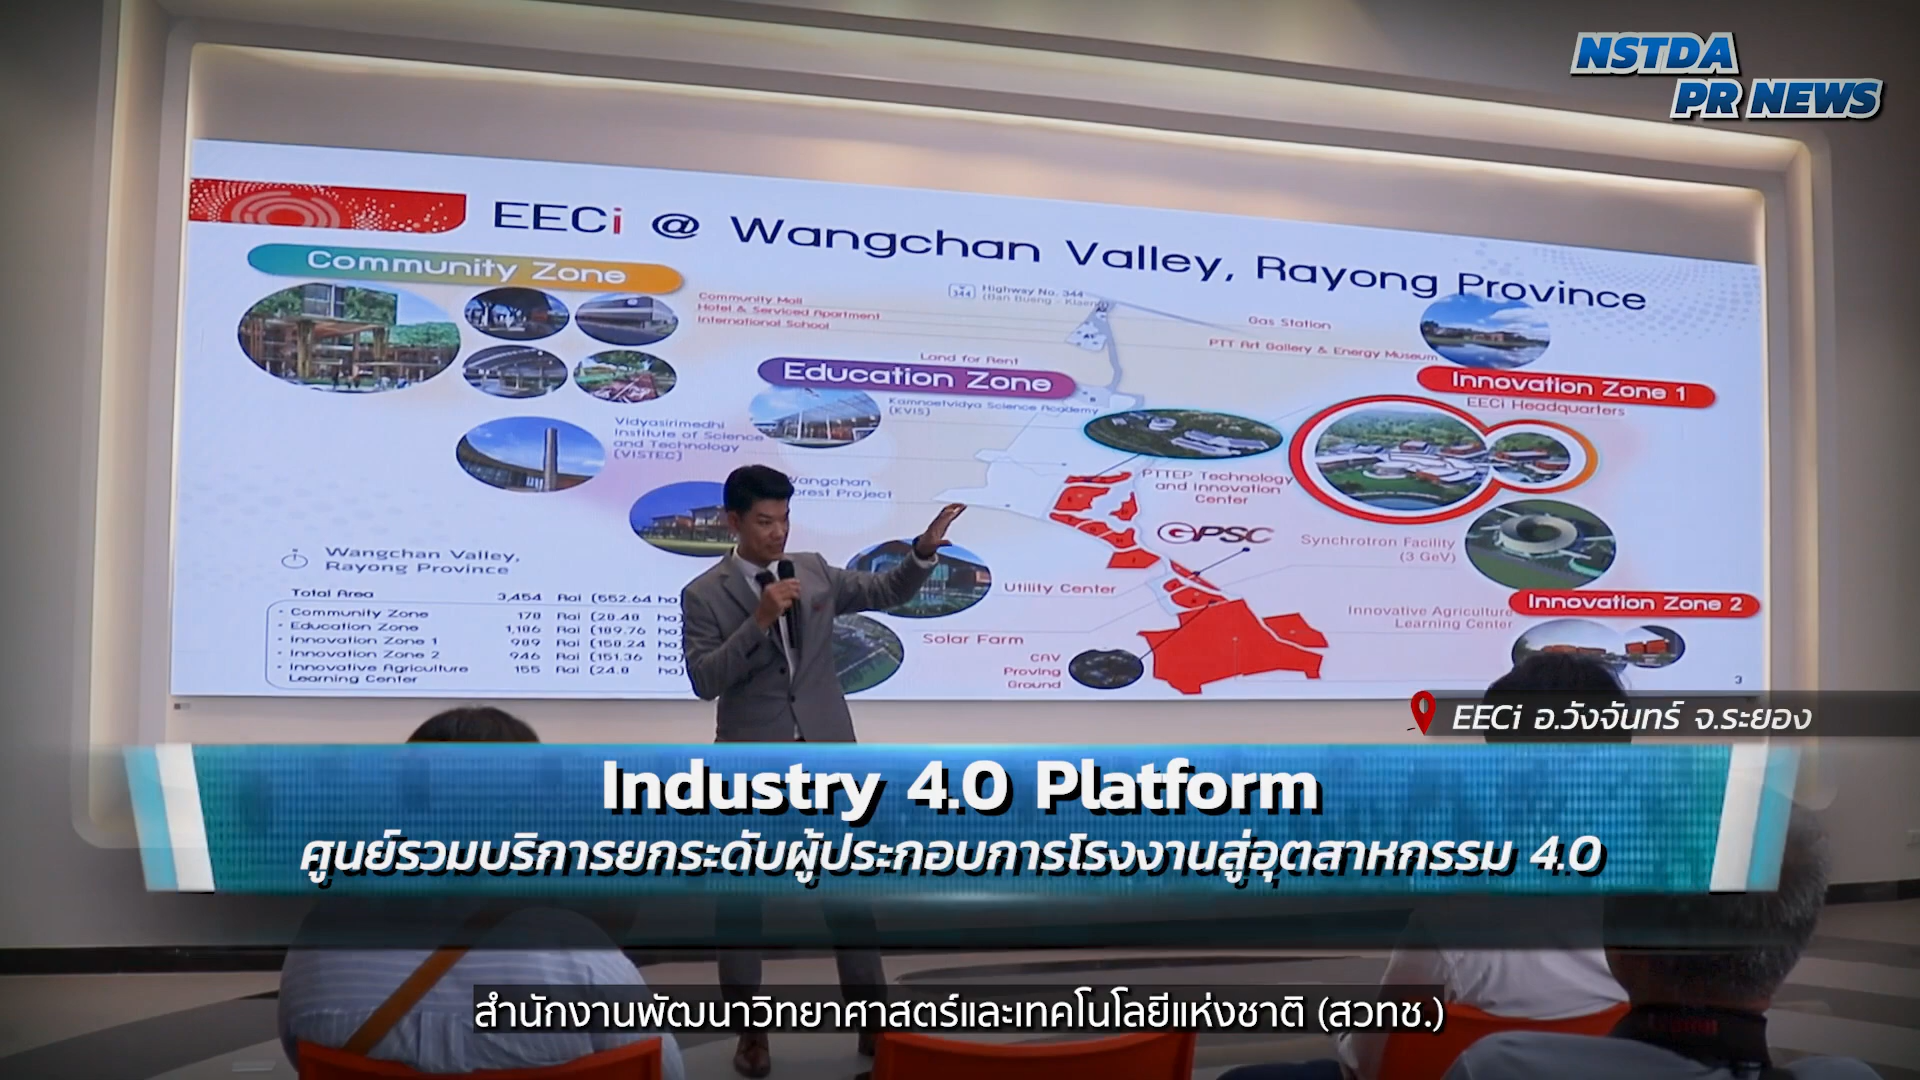 NSTDA
PR NEWS
EECi @ Wangchan Valley, Rayong Province
Community Zone
Community Mall
Hotel & Serviced Apartment
International School
Highway No. 344
Gas Station
PTT Art Gallery & Energy Museum
Land for Rent
Education Zone
Kamnoetvidya Science Academy
(KVIS)
Innovation Zone 1
EECi Headquarters
Vidyasirimedhi
Institute of Science
and Technology
(VISTEC)
Wangchan
Forest Project
PTTEP Technology
and Innovation
Center
GPSC
Synchrotron Facility
(3 GeV)
Utility Center
Innovation Zone 2
Innovative Agriculture
Learning Center
Solar Farm
CAV
Proving
Ground
Wangchan Valley,
Rayong Province
Total Area 3,454 Rai (552.64 ha
- Community Zone 178 Rai (28.48 ha)
- Education Zone 1,186 Rai (189.76 ha)
- Innovation Zone 1 989 Rai (158.24 ha)
- Innovation Zone 2 946 Rai (151.36 ha)
- Innovative Agriculture 155 Rai (24.8 ha)
Learning Center
3
EECi อ.วังจันทร์ จ.ระยอง
Industry 4.0 Platform
ศูนย์รวมบริการยกระดับผู้ประกอบการโรงงานสู่อุตสาหกรรม 4.0
สำนักงานพัฒนาวิทยาศาสตร์และเทคโนโลยีแห่งชาติ (สวทช.)